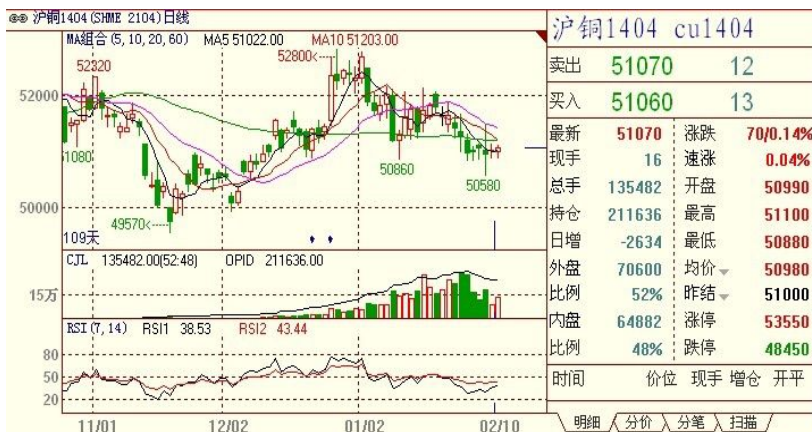 沪铜1404(SHME 2104)日线
MA组合(5,10,20,60) MA5 51022.00 MA10 51203.00
52800
52320
52000
51080
50860
50580
50000
49570
109天
CJL 135482.00(52:48) OPID 211636.00
15万
RSI(7,14) RSI1 38.53 RSI2 43.44
80
50
20
11/01 12/02 01/02 02/10
沪铜1404 cu1404
卖出 51070 12
买入 51060 13
最新 51070 涨跌 70/0.14%
现手 16 速涨 0.04%
总手 135482 开盘 50990
持仓 211636 最高 51100
日增 -2634 最低 50880
外盘 70600 均价 50980
比例 52% 昨结 51000
内盘 64882 涨停 53550
比例 48% 跌停 48450
时间 价位 现手 增仓 开平
明细 分价 分笔 扫描